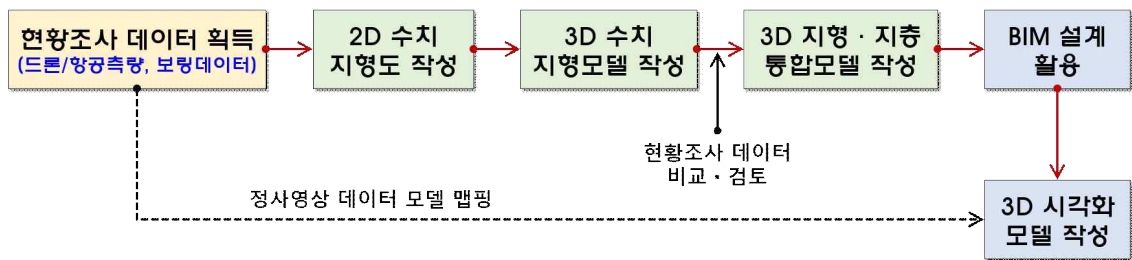 현황조사 데이터 획득
(드론/항공측량, 보링데이터)
2D 수치
지형도 작성
3D 수치
지형모델 작성
3D 지형 · 지층
통합모델 작성
BIM 설계
활용
현황조사 데이터
비교 · 검토
정사영상 데이터 모델 맵핑
3D 시각화
모델 작성